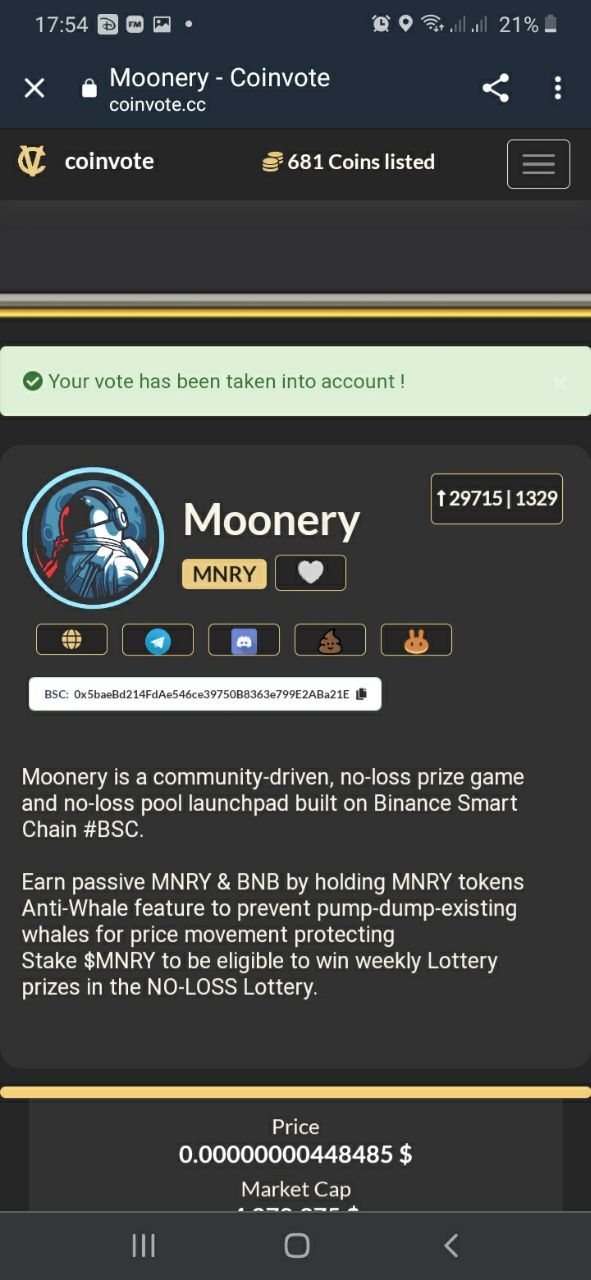 17:54 FM 21%
Moonery - Coinvote
coinvote.cc
coinvote 681 Coins listed
Your vote has been taken into account !
29715 | 1329
Moonery
MNRY
BSC: 0x5baeBd214FdAe546ce39750B8363e799E2ABa21E
Moonery is a community-driven, no-loss prize game
and no-loss pool launchpad built on Binance Smart
Chain #BSC.
Earn passive MNRY & BNB by holding MNRY tokens
Anti-Whale feature to prevent pump-dump-existing
whales for price movement protecting
Stake $MNRY to be eligible to win weekly Lottery
prizes in the NO-LOSS Lottery.
Price
0.00000000448485 $
Market Cap